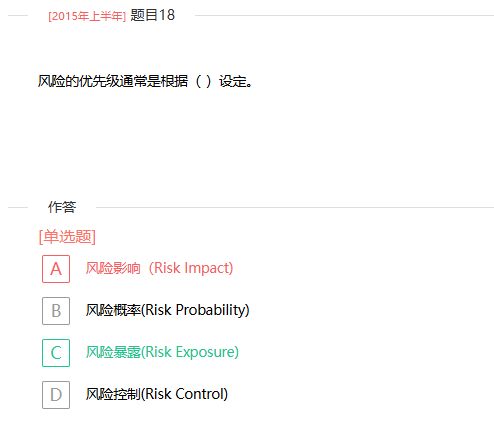 [2015年上半年] 题目18
风险的优先级通常是根据（ ）设定。
作答
[单选题]
A 风险影响（Risk Impact)
B 风险概率(Risk Probability)
C 风险暴露(Risk Exposure)
D 风险控制(Risk Control)